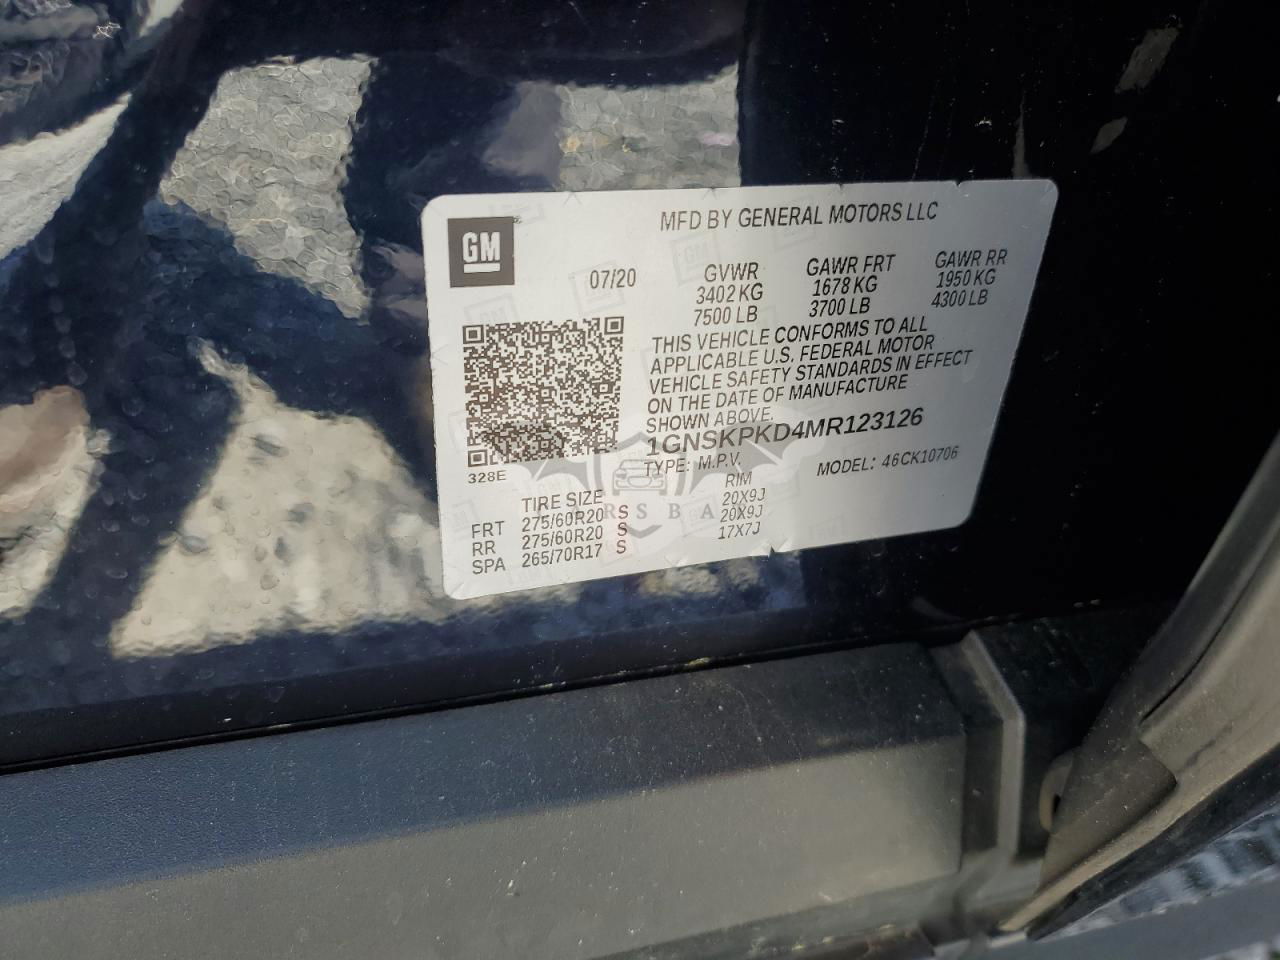 GM
MFD BY GENERAL MOTORS LLC
07/20
GVWR
3402 KG
7500 LB
GAWR FRT
1678 KG
3700 LB
GAWR RR
1950 KG
4300 LB
THIS VEHICLE CONFORMS TO ALL
APPLICABLE U.S. FEDERAL MOTOR
VEHICLE SAFETY STANDARDS IN EFFECT
ON THE DATE OF MANUFACTURE
SHOWN ABOVE.
1GNSKPKD4MR123126
TYPE: M.P.V. MODEL: 46CK10706
328E
TIRE SIZE RIM
FRT 275/60R20 S 20X9J
RR 275/60R20 S 20X9J
SPA 265/70R17 S 17X7J
RSBA